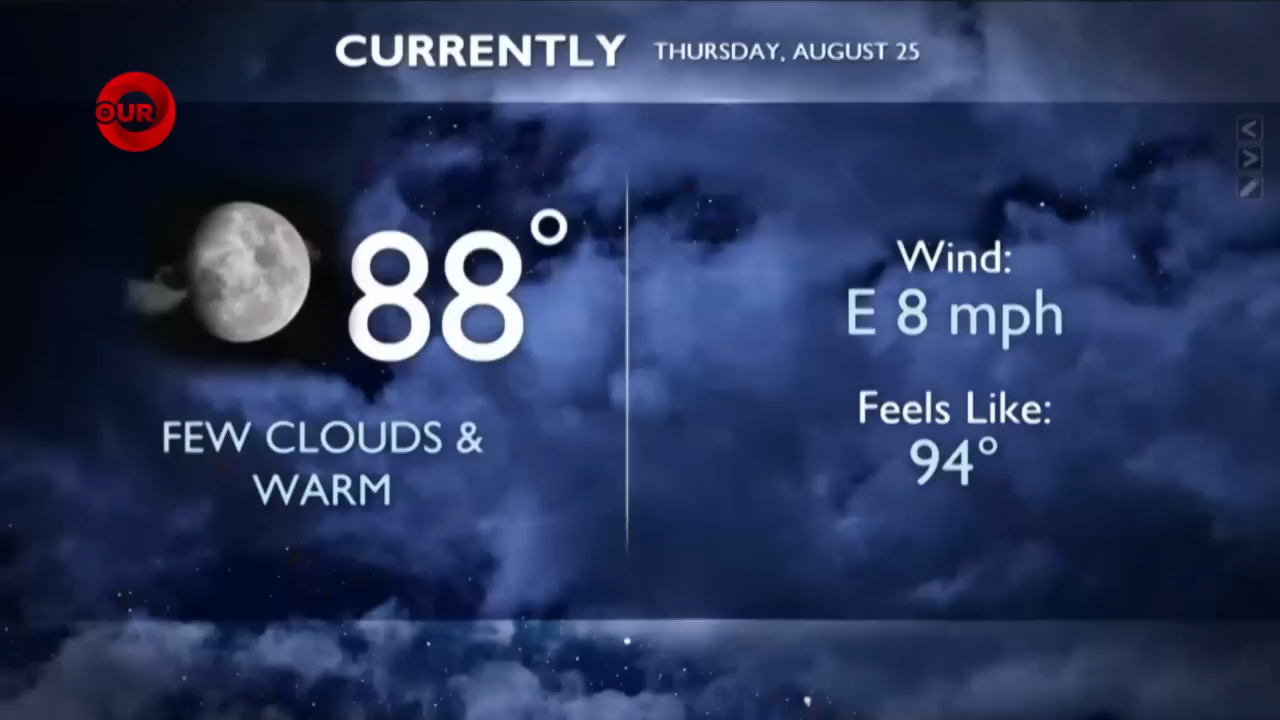 CURRENTLY THURSDAY, AUGUST 25
OUR
88°
FEW CLOUDS &
WARM
Wind:
E 8 mph
Feels Like:
94°